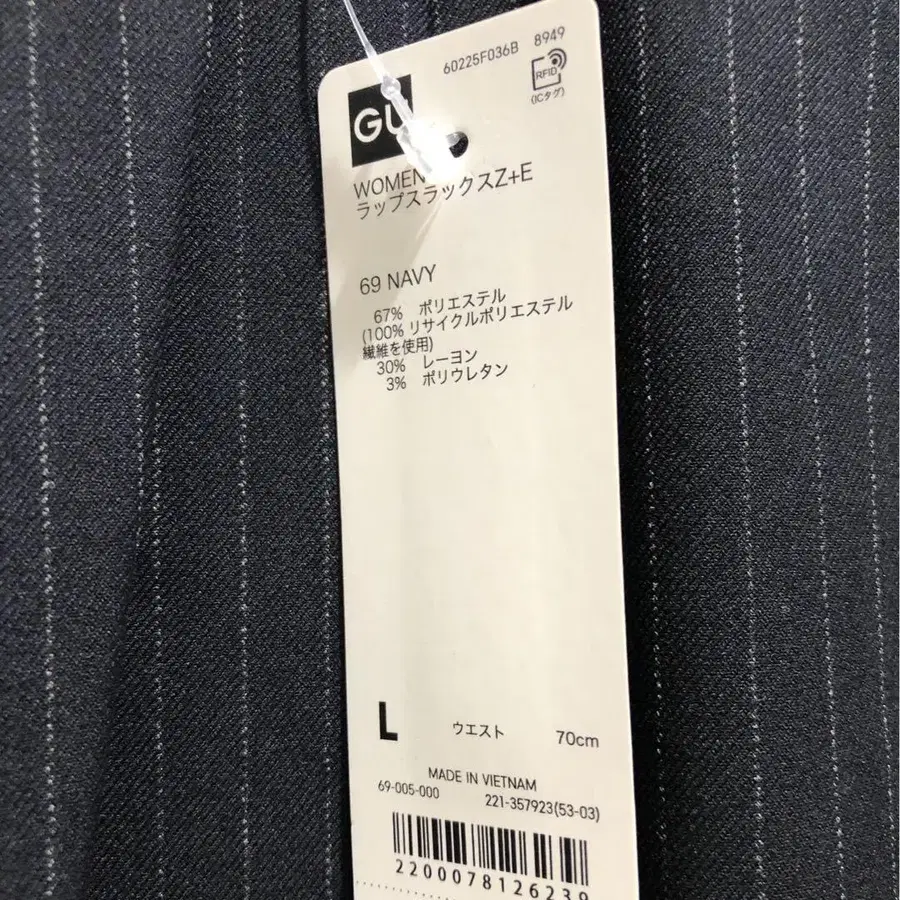 60225F036B 8949
RFID
(ICタグ)
GU
WOMEN
ラップスラックスZ+E
69 NAVY
67% ポリエステル
(100% リサイクルポリエステル
繊維を使用)
30% レーヨン
3% ポリウレタン
L ウエスト 70cm
MADE IN VIETNAM
69-005-000 221-357923(53-03)
2200078126239